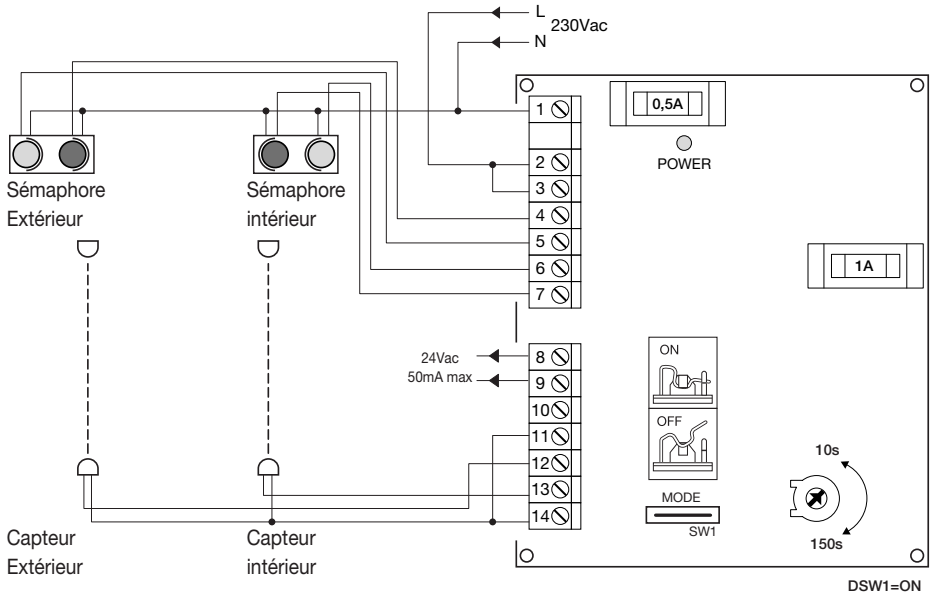 L
230Vac
N
0,5A
POWER
1
2
3
4
5
6
7
1A
Sémaphore
Extérieur
Sémaphore
intérieur
24Vac
50mA max
8
9
10
11
12
13
14
ON
OFF
MODE
SW1
10s
150s
Capteur
Extérieur
Capteur
intérieur
DSW1=ON